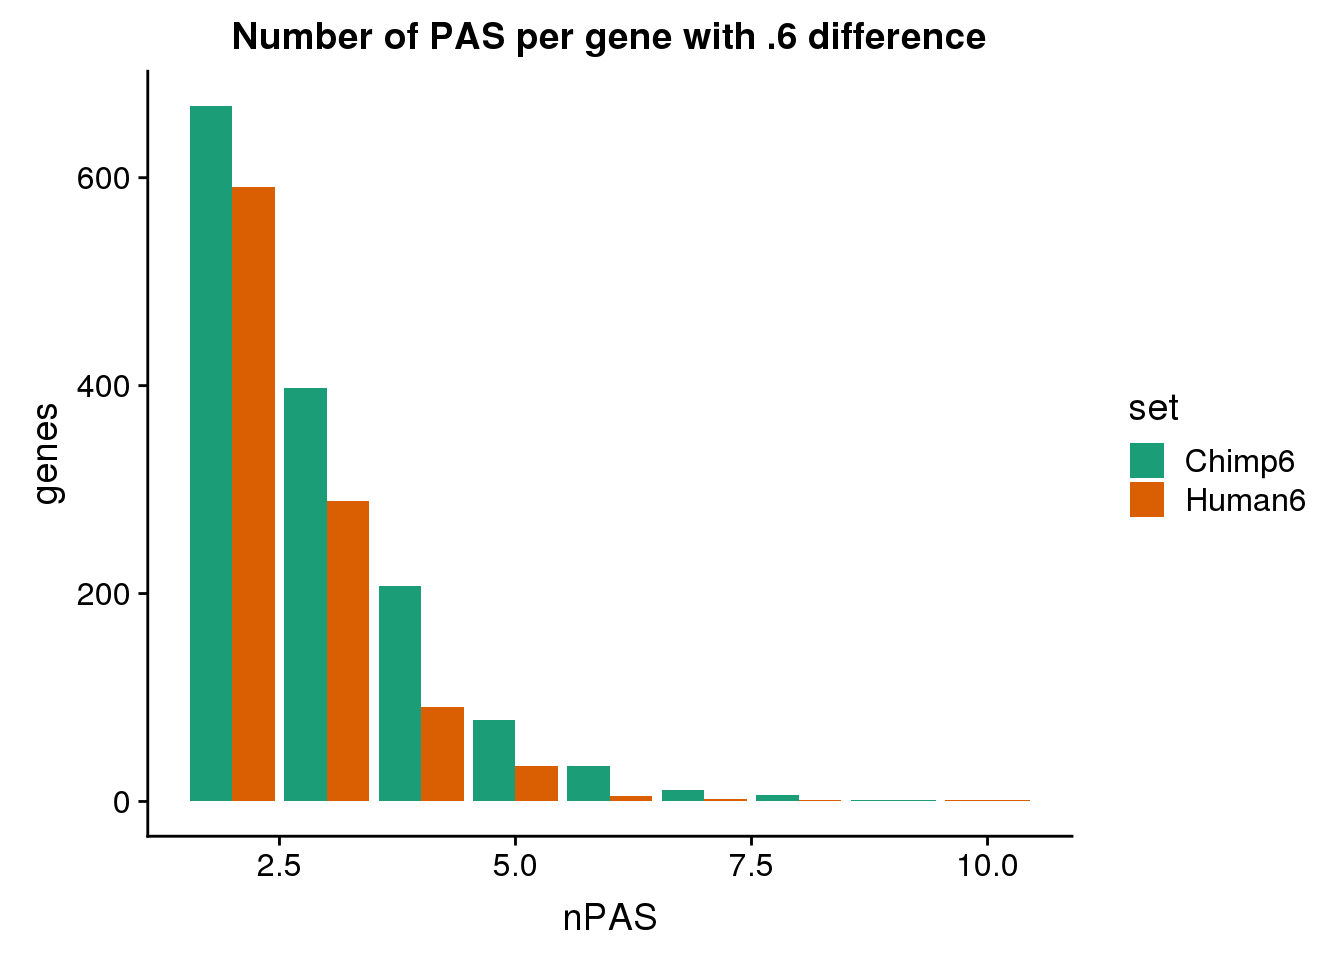 Number of PAS per gene with .6 difference
600
400
200
0
genes
2.5 5.0 7.5 10.0
nPAS
set
Chimp6
Human6